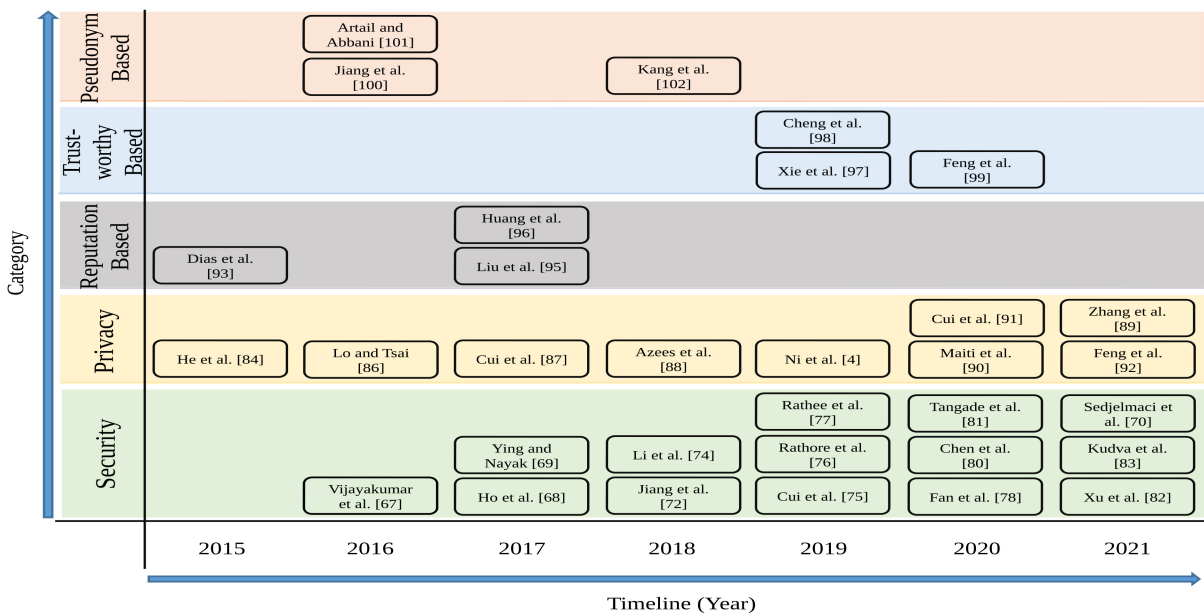 Category
Pseudonym
Based
Artail and
Abbani [101]
Jiang et al.
[100]
Kang et al.
[102]
Trust-
worthy
Based
Cheng et al.
[98]
Xie et al. [97]
Feng et al.
[99]
Reputation
Based
Huang et al.
[96]
Dias et al.
[93]
Liu et al. [95]
Privacy
Cui et al. [91]
Zhang et al.
[89]
He et al. [84]
Lo and Tsai
[86]
Cui et al. [87]
Azees et al.
[88]
Ni et al. [4]
Maiti et al.
[90]
Feng et al.
[92]
Security
Rathee et al.
[77]
Tangade et al.
[81]
Sedjelmaci et
al. [70]
Ying and
Nayak [69]
Li et al. [74]
Rathore et al.
[76]
Chen et al.
[80]
Kudva et al.
[83]
Vijayakumar
et al. [67]
Ho et al. [68]
Jiang et al.
[72]
Cui et al. [75]
Fan et al. [78]
Xu et al. [82]
2015 2016 2017 2018 2019 2020 2021
Timeline (Year)